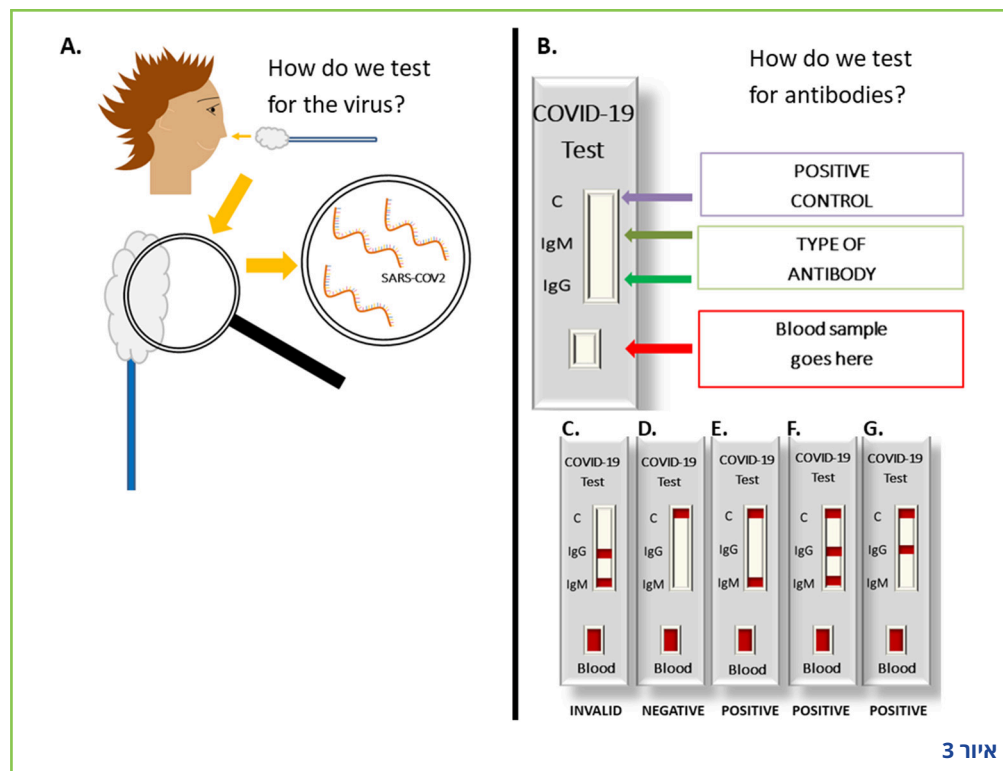 A.
How do we test
for the virus?
SARS-COV2
B.
How do we test
for antibodies?
COVID-19
Test
C
IgM
IgG
POSITIVE
CONTROL
TYPE OF
ANTIBODY
Blood sample
goes here
C.
COVID-19
Test
C
IgG
IgM
Blood
INVALID
D.
COVID-19
Test
C
IgG
IgM
Blood
NEGATIVE
E.
COVID-19
Test
C
IgG
IgM
Blood
POSITIVE
F.
COVID-19
Test
C
IgG
IgM
Blood
POSITIVE
G.
COVID-19
Test
C
IgG
IgM
Blood
POSITIVE
איור 3